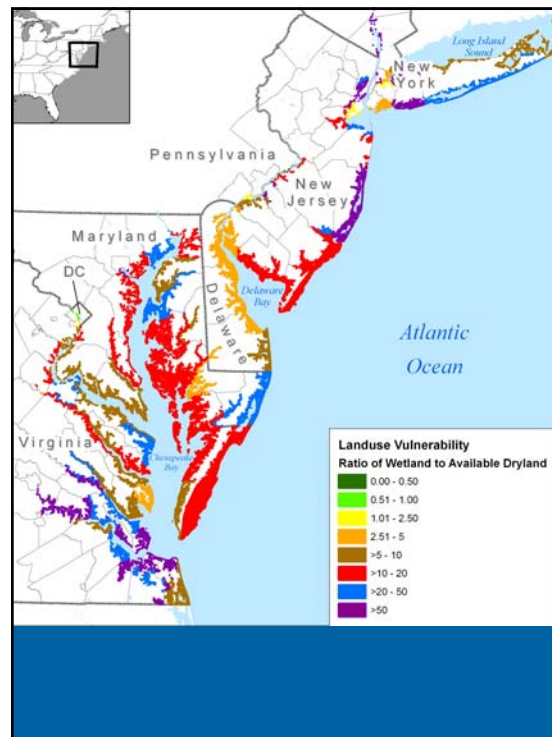 Long Island
Sound
New
York
Pennsylvania
New
Jersey
Maryland
DC
Delaware
Delaware
Bay
Atlantic
Ocean
Virginia
Chesapeake
Bay
Landuse Vulnerability
Ratio of Wetland to Available Dryland
0.00 - 0.50
0.51 - 1.00
1.01 - 2.50
2.51 - 5
>5 - 10
>10 - 20
>20 - 50
>50